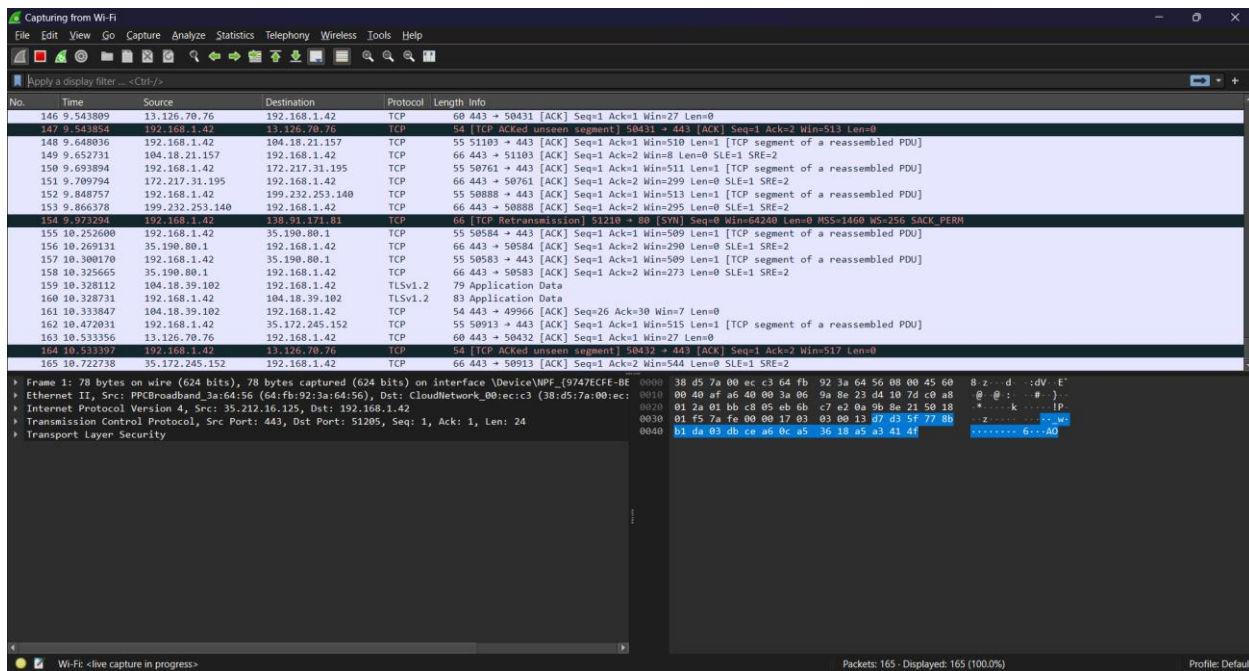 Capturing from Wi-Fi
File Edit View Go Capture Analyze Statistics Telephony Wireless Tools Help
Apply a display filter ... <Ctrl-/>
No. Time Source Destination Protocol Length Info
146 9.543809 13.126.70.76 192.168.1.42 TCP 60 443 → 50431 [ACK] Seq=1 Ack=1 Win=27 Len=0
147 9.543854 192.168.1.42 13.126.70.76 TCP 54 [TCP ACKed unseen segment] 50431 → 443 [ACK] Seq=1 Ack=2 Win=513 Len=0
148 9.648036 192.168.1.42 104.18.21.157 TCP 55 51103 → 443 [ACK] Seq=1 Ack=1 Win=510 Len=1 [TCP segment of a reassembled PDU]
149 9.652731 104.18.21.157 192.168.1.42 TCP 66 443 → 51103 [ACK] Seq=1 Ack=2 Win=8 Len=0 SLE=1 SRE=2
150 9.693894 192.168.1.42 172.217.31.195 TCP 55 50761 → 443 [ACK] Seq=1 Ack=1 Win=511 Len=1 [TCP segment of a reassembled PDU]
151 9.709794 172.217.31.195 192.168.1.42 TCP 66 443 → 50761 [ACK] Seq=1 Ack=2 Win=299 Len=0 SLE=1 SRE=2
152 9.848757 192.168.1.42 199.232.253.140 TCP 55 50888 → 443 [ACK] Seq=1 Ack=1 Win=513 Len=1 [TCP segment of a reassembled PDU]
153 9.866378 199.232.253.140 192.168.1.42 TCP 66 443 → 50888 [ACK] Seq=1 Ack=2 Win=295 Len=0 SLE=1 SRE=2
154 9.973294 192.168.1.42 138.91.171.81 TCP 66 [TCP Retransmission] 51210 → 80 [SYN] Seq=0 Win=64240 Len=0 MSS=1460 WS=256 SACK_PERM
155 10.252600 192.168.1.42 35.190.80.1 TCP 55 50584 → 443 [ACK] Seq=1 Ack=1 Win=509 Len=1 [TCP segment of a reassembled PDU]
156 10.269131 35.190.80.1 192.168.1.42 TCP 66 443 → 50584 [ACK] Seq=1 Ack=2 Win=290 Len=0 SLE=1 SRE=2
157 10.300170 192.168.1.42 35.190.80.1 TCP 55 50583 → 443 [ACK] Seq=1 Ack=1 Win=509 Len=1 [TCP segment of a reassembled PDU]
158 10.325665 35.190.80.1 192.168.1.42 TCP 66 443 → 50583 [ACK] Seq=1 Ack=2 Win=273 Len=0 SLE=1 SRE=2
159 10.328112 104.18.39.102 192.168.1.42 TLSv1.2 79 Application Data
160 10.328731 192.168.1.42 104.18.39.102 TLSv1.2 83 Application Data
161 10.333847 104.18.39.102 192.168.1.42 TCP 54 443 → 49966 [ACK] Seq=26 Ack=30 Win=7 Len=0
162 10.472031 192.168.1.42 35.172.245.152 TCP 55 50913 → 443 [ACK] Seq=1 Ack=1 Win=515 Len=1 [TCP segment of a reassembled PDU]
163 10.533356 13.126.70.76 192.168.1.42 TCP 60 443 → 50432 [ACK] Seq=1 Ack=1 Win=27 Len=0
164 10.533397 192.168.1.42 13.126.70.76 TCP 54 [TCP ACKed unseen segment] 50432 → 443 [ACK] Seq=1 Ack=2 Win=517 Len=0
165 10.722738 35.172.245.152 192.168.1.42 TCP 66 443 → 50913 [ACK] Seq=1 Ack=2 Win=544 Len=0 SLE=1 SRE=2
Frame 1: 78 bytes on wire (624 bits), 78 bytes captured (624 bits) on interface \Device\NPF_{9747ECFE-BE
Ethernet II, Src: PPCBroadband_3a:64:56 (64:fb:92:3a:64:56), Dst: CloudNetwork_00:ec:c3 (38:d5:7a:00:ec:
Internet Protocol Version 4, Src: 35.212.16.125, Dst: 192.168.1.42
Transmission Control Protocol, Src Port: 443, Dst Port: 51205, Seq: 1, Ack: 1, Len: 24
Transport Layer Security
0000 38 d5 7a 00 ec c3 64 fb 92 3a 64 56 08 00 45 60 8·z···d··:dV··E`
0010 00 40 af a6 40 00 3a 06 9a 8e 23 d4 10 7d c0 a8 ·@··@·:···#··}··
0020 01 2a 01 bb c8 05 eb 6b c7 e2 0a 9b 8e 21 50 18 ·*·····k·····!P·
0030 01 f5 7a fe 00 00 17 03 03 00 13 d7 d3 5f 77 8b ··z··········_w·
0040 b1 da 03 db ce a6 0c a5 36 18 a5 a3 41 4f ········6···AO
Wi-Fi: <live capture in progress>
Packets: 165 · Displayed: 165 (100.0%)
Profile: Defau